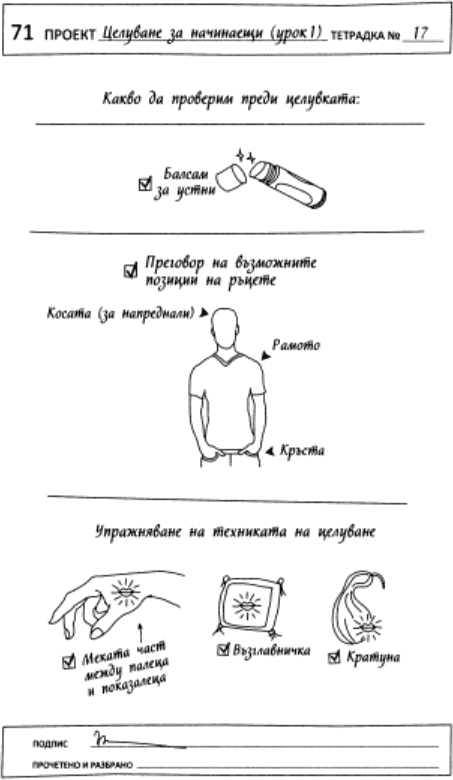 71 ПРОЕКТ Целуване за начинаещи (урок 1) ТЕТРАДКА № 17
Какво да проверим преди целувката:
Балсам
за устни
Преговор на възможните
позиции на ръцете
Косата (за напреднали)
Рамото
Кръста
Упражняване на техниката на целуване
Меката част
между палеца
и показалеца
Възглавничка
Кратуна
ПОДПИС
ПРОЧЕТЕНО И РАЗБРАНО